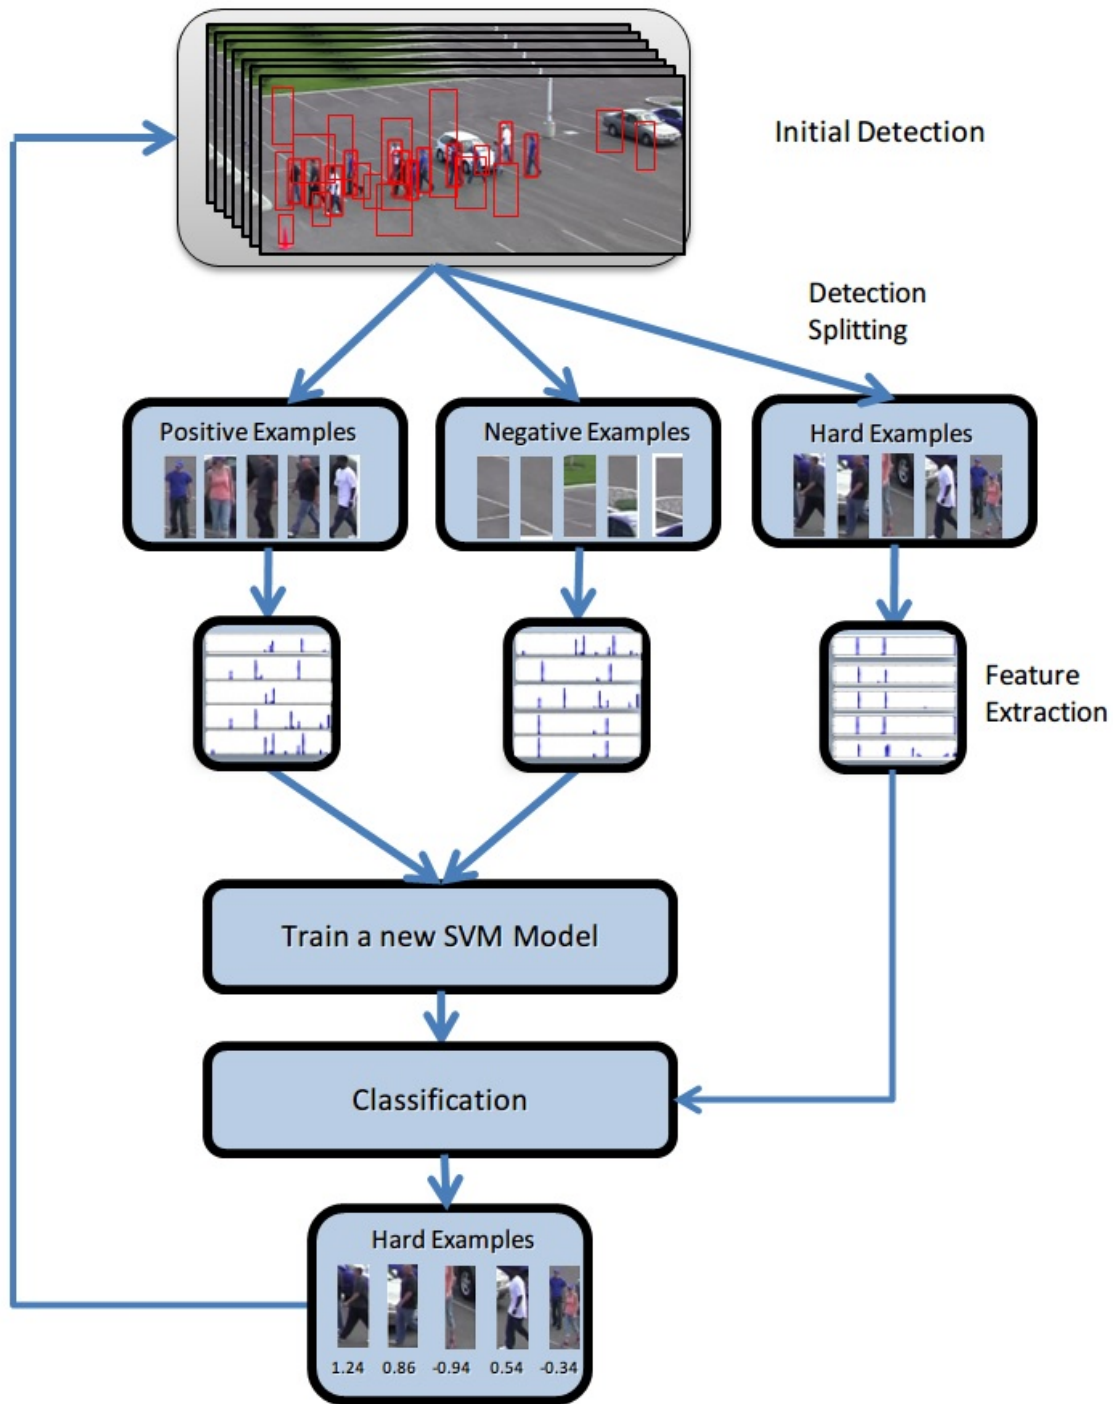 Initial Detection
Detection
Splitting
Positive Examples
Negative Examples
Hard Examples
Feature
Extraction
Train a new SVM Model
Classification
Hard Examples
1.24 0.86 -0.94 0.54 -0.34